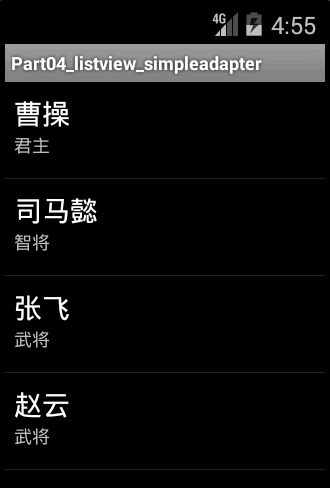 4G 4:55
Part04_listview_simpleadapter
曹操
君主
司马懿
智将
张飞
武将
赵云
武将